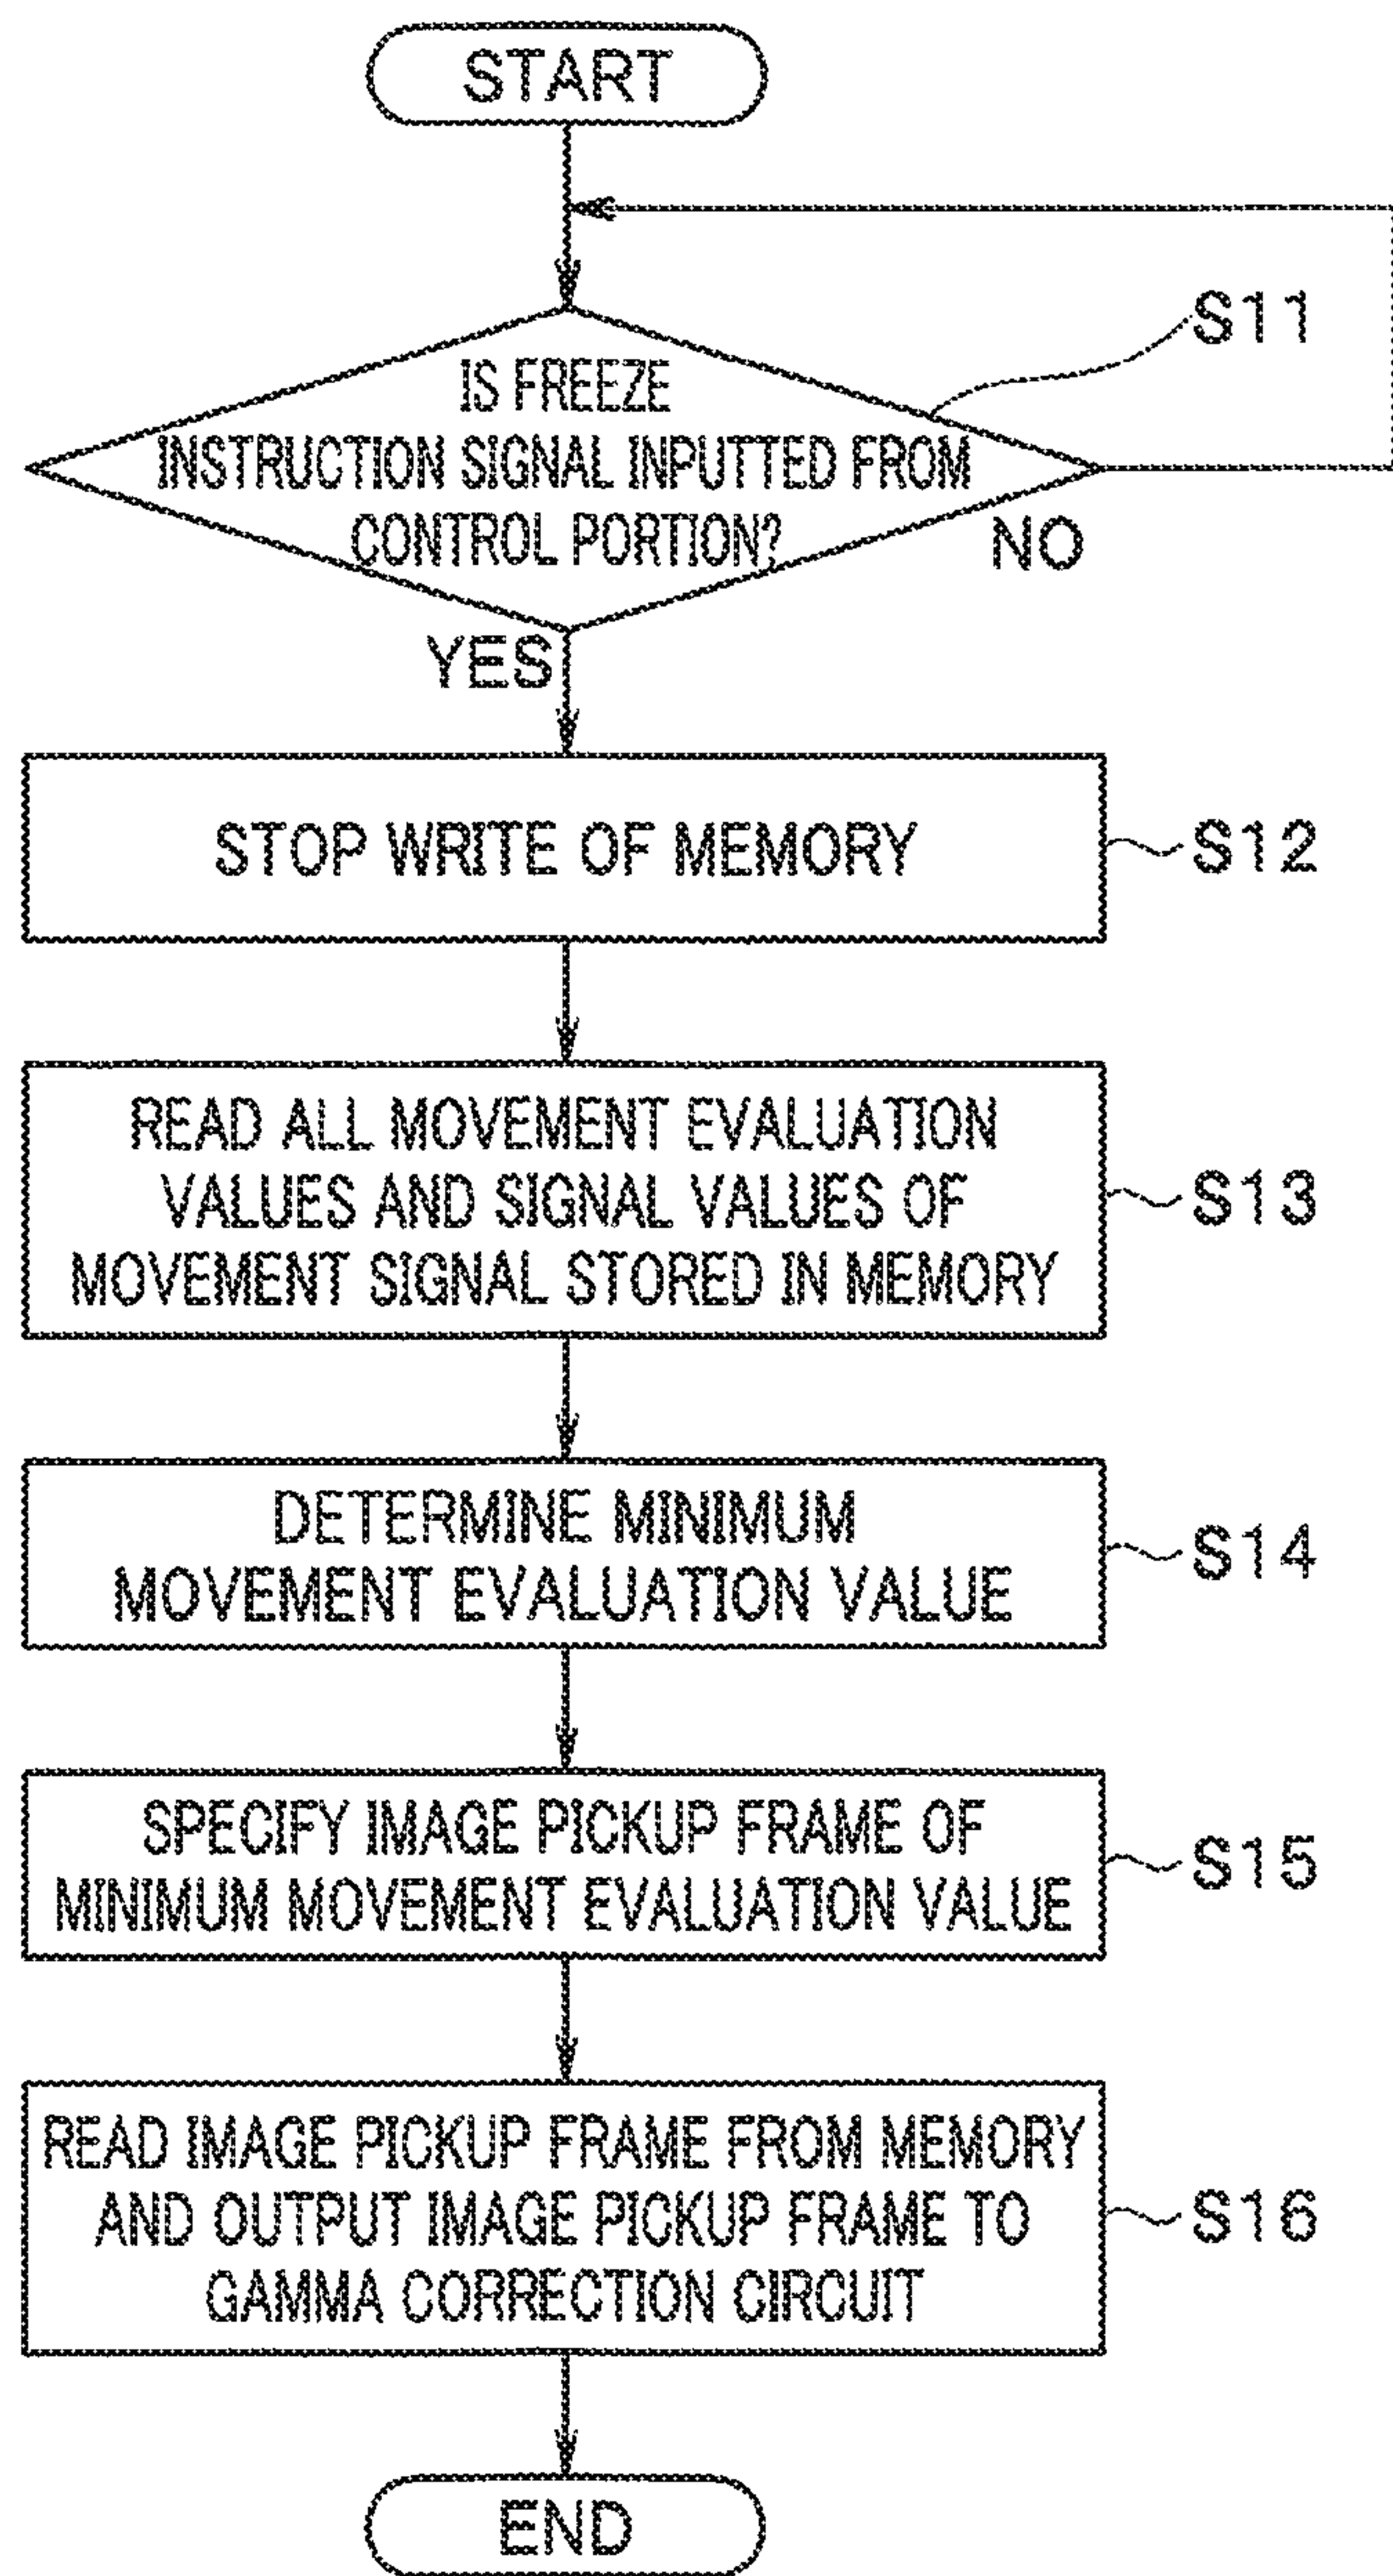 START
S11
IS FREEZE
INSTRUCTION SIGNAL INPUTTED FROM
CONTROL PORTION?
NO
YES
STOP WRITE OF MEMORY
S12
READ ALL MOVEMENT EVALUATION
VALUES AND SIGNAL VALUES OF
MOVEMENT SIGNAL STORED IN MEMORY
S13
DETERMINE MINIMUM
MOVEMENT EVALUATION VALUE
S14
SPECIFY IMAGE PICKUP FRAME OF
MINIMUM MOVEMENT EVALUATION VALUE
S15
READ IMAGE PICKUP FRAME FROM MEMORY
AND OUTPUT IMAGE PICKUP FRAME TO
GAMMA CORRECTION CIRCUIT
S16
END